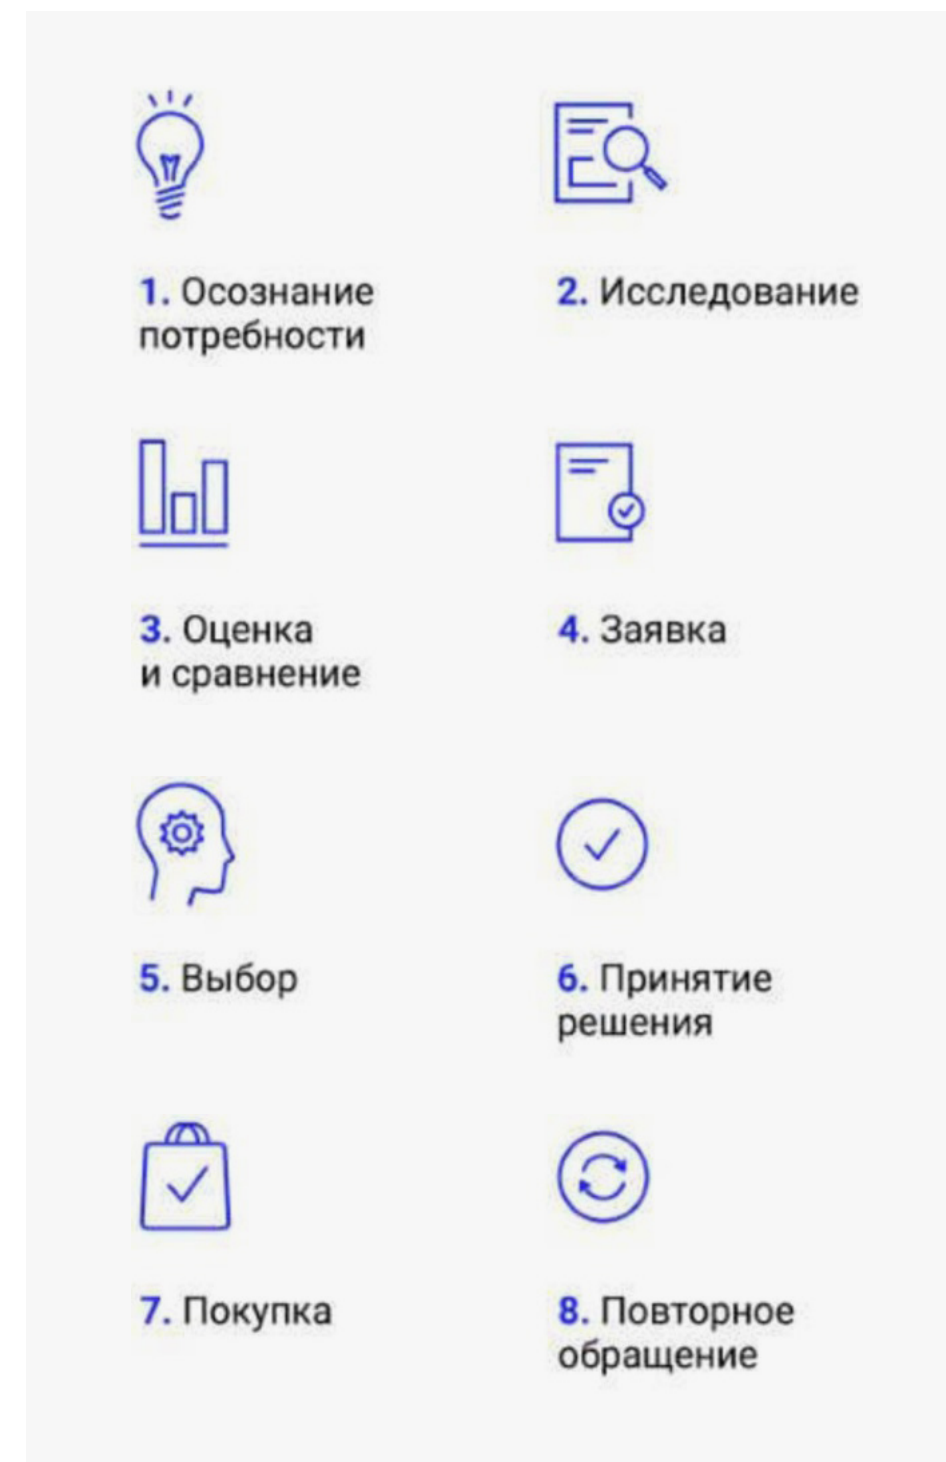 1. Осознание
потребности
2. Исследование
3. Оценка
и сравнение
4. Заявка
5. Выбор
6. Принятие
решения
7. Покупка
8. Повторное
обращение